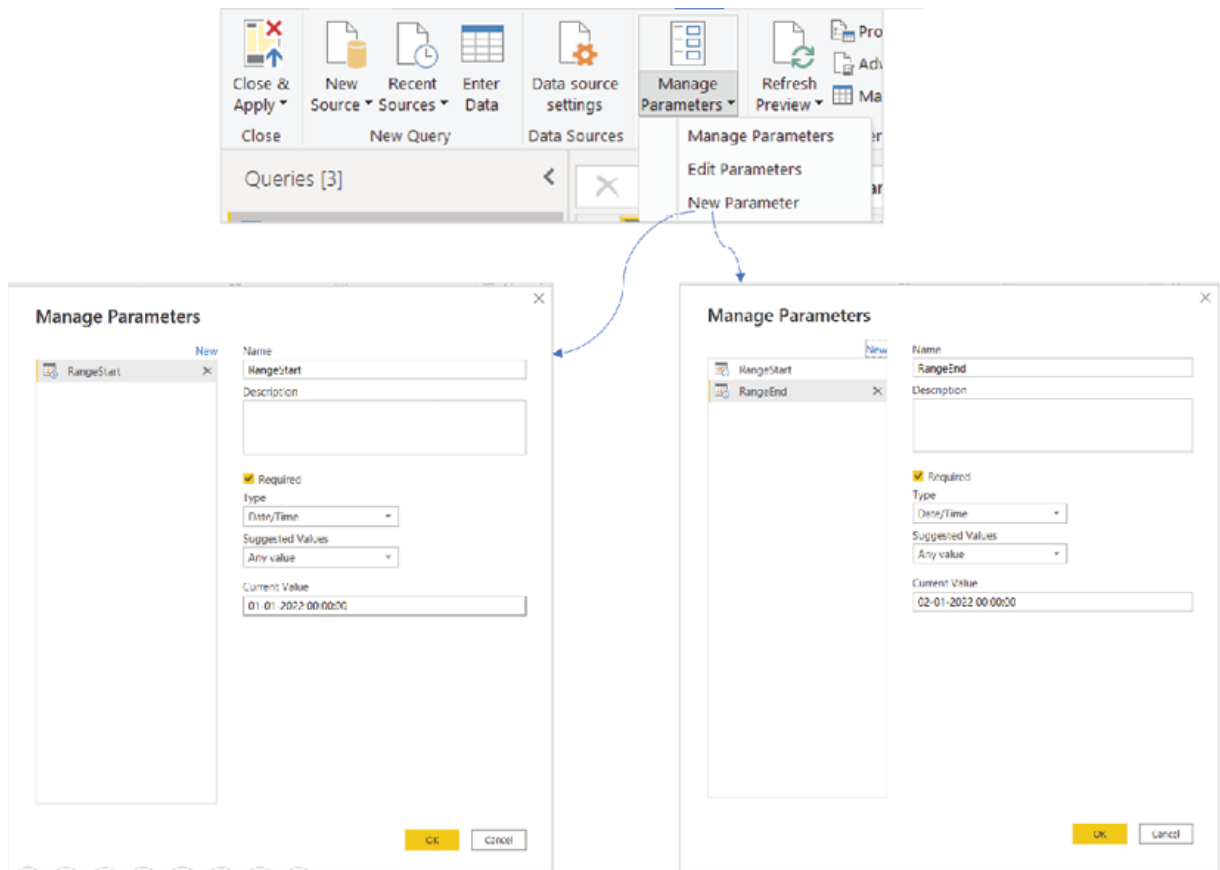 Close & Apply
New Source
Recent Sources
Enter Data
Data source settings
Manage Parameters
Refresh Preview
Pro
Adv
Ma
Close
New Query
Data Sources
Manage Parameters
Edit Parameters
New Parameter
Queries [3]
Manage Parameters
New
RangeStart
Name
RangeStart
Description
Required
Type
Date/Time
Suggested Values
Any value
Current Value
01-01-2022 00:00:00
OK
Cancel
Manage Parameters
New
RangeStart
RangeEnd
Name
RangeEnd
Description
Required
Type
Date/Time
Suggested Values
Any value
Current Value
02-01-2022 00:00:00
OK
Cancel